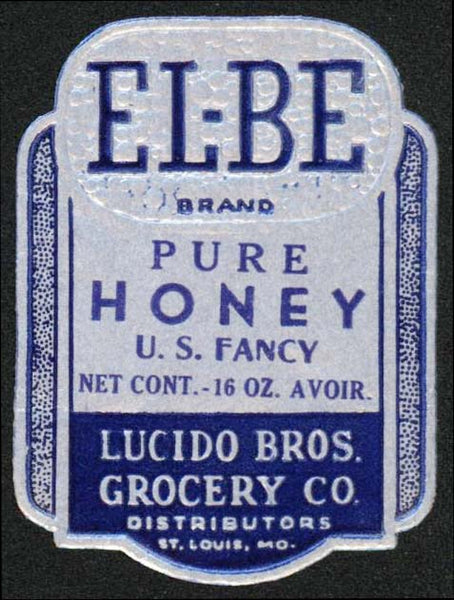 EL-BE
BRAND
PURE
HONEY
U. S. FANCY
NET CONT.-16 OZ. AVOIR.
LUCIDO BROS.
GROCERY CO.
DISTRIBUTORS
ST. LOUIS, MO.